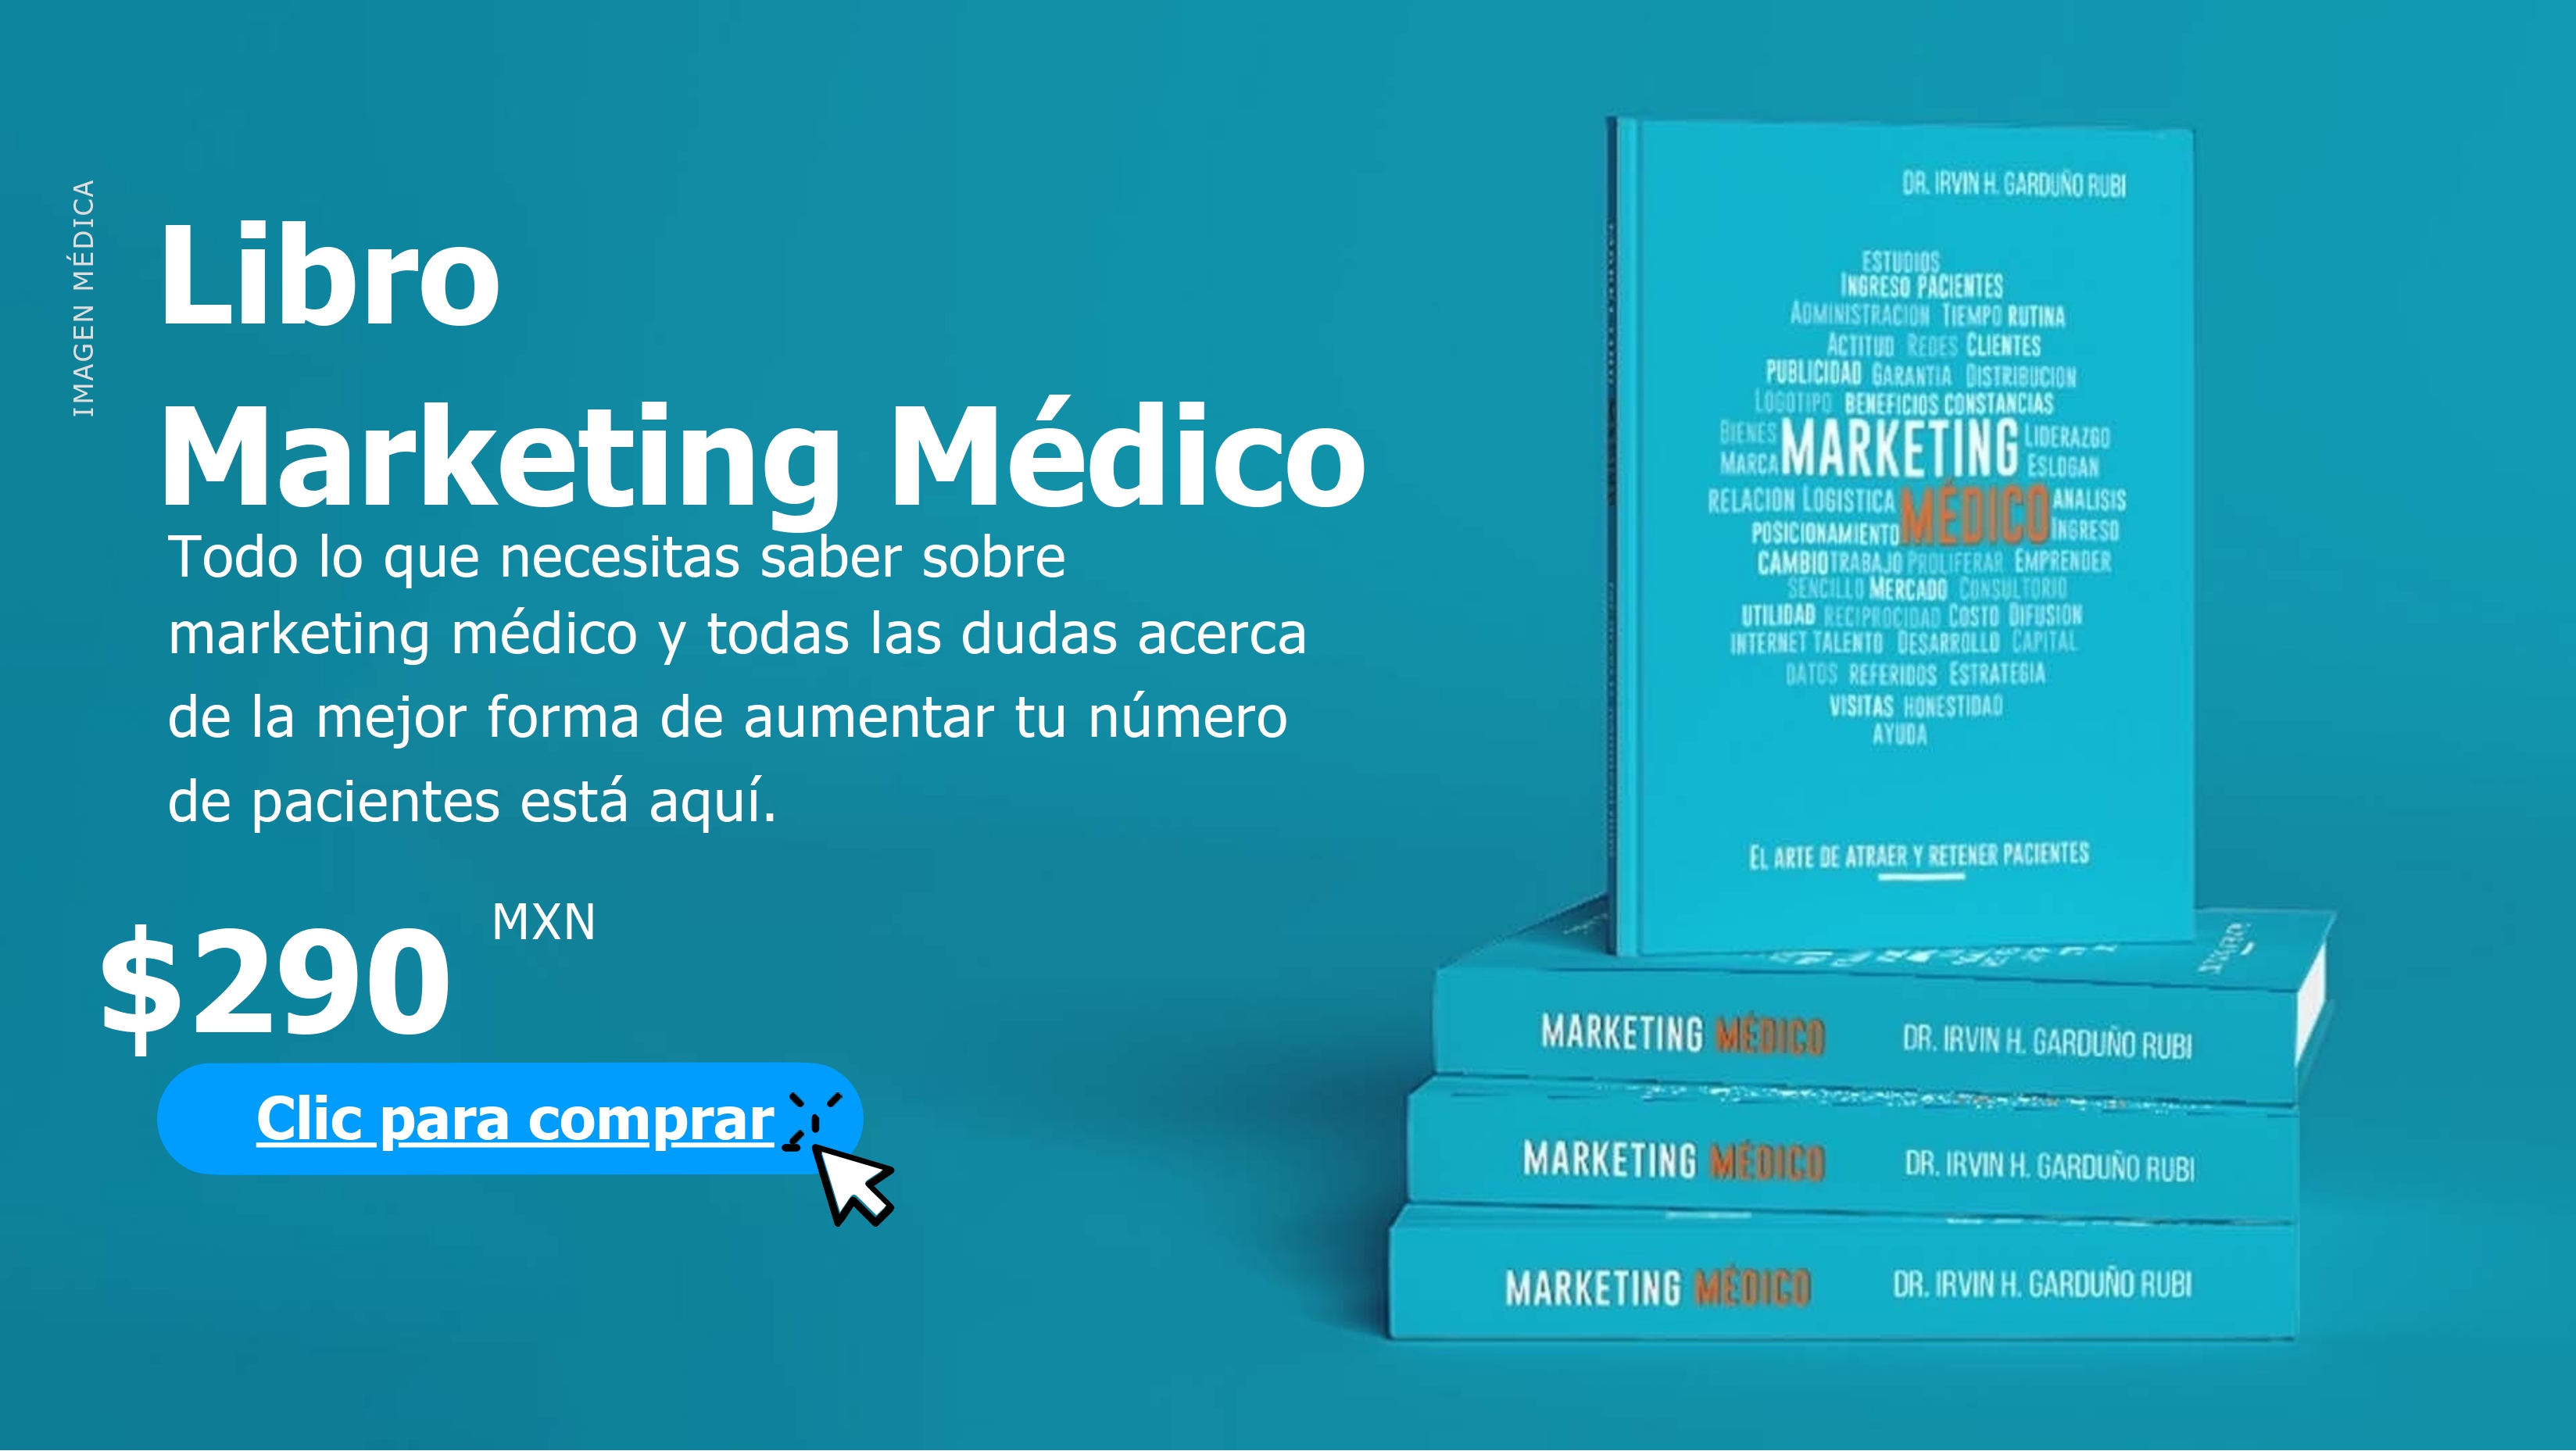 IMAGEN MÉDICA
Libro
Marketing Médico
Todo lo que necesitas saber sobre
marketing médico y todas las dudas acerca
de la mejor forma de aumentar tu número
de pacientes está aquí.
$290 MXN
Clic para comprar
DR. IRVIN H. GARDUÑO RUBI
ESTUDIOS
INGRESO PACIENTES
ADMINISTRACION TIEMPO RUTINA
ACTITUD REDES CLIENTES
PUBLICIDAD GARANTIA DISTRIBUCION
LOGOTIPO BENEFICIOS CONSTANCIAS
BIENES MARKETING LIDERAZGO
MARCA ESLOGAN
RELACION LOGISTICA MÉDICO ANALISIS
POSICIONAMIENTO INGRESO
CAMBIO TRABAJO PROLIFERAR EMPRENDER
SENCILLO MERCADO CONSULTORIO
UTILIDAD RECIPROCIDAD COSTO DIFUSION
INTERNET TALENTO DESARROLLO CAPITAL
DATOS REFERIDOS ESTRATEGIA
VISITAS HONESTIDAD
AYUDA
EL ARTE DE ATRAER Y RETENER PACIENTES
MARKETING MÉDICO DR. IRVIN H. GARDUÑO RUBI
MARKETING MÉDICO DR. IRVIN H. GARDUÑO RUBI
MARKETING MÉDICO DR. IRVIN H. GARDUÑO RUBI